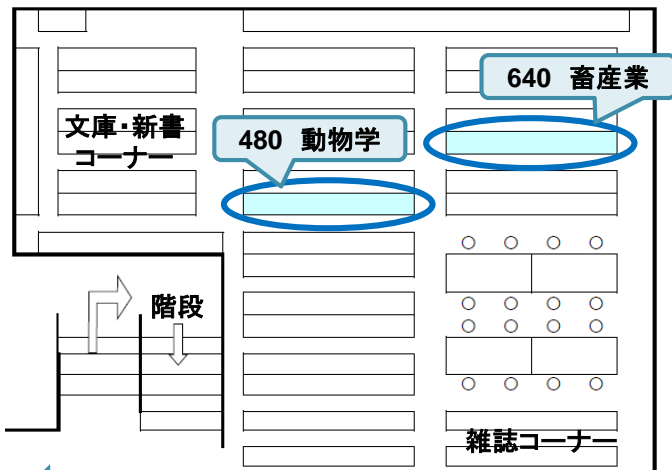 640 畜産業
文庫・新書
コーナー
480 動物学
階段
雑誌コーナー